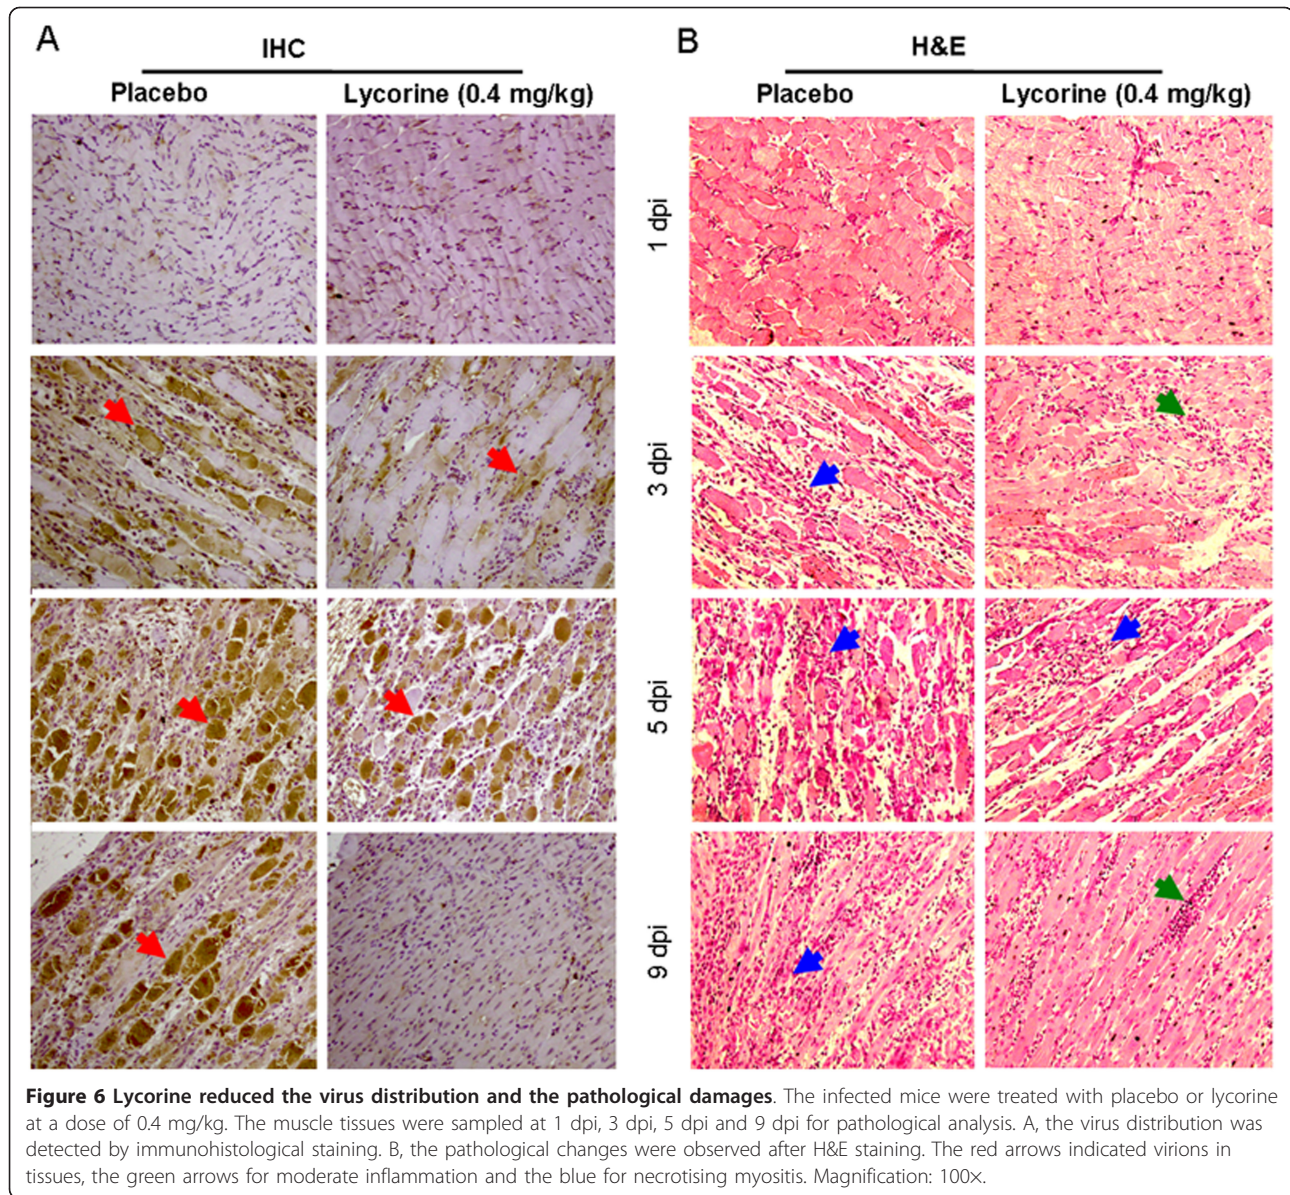 A
IHC
Placebo
Lycorine (0.4 mg/kg)
B
H&E
Placebo
Lycorine (0.4 mg/kg)
1 dpi
3 dpi
5 dpi
9 dpi
Figure 6 Lycorine reduced the virus distribution and the pathological damages. The infected mice were treated with placebo or lycorine
at a dose of 0.4 mg/kg. The muscle tissues were sampled at 1 dpi, 3 dpi, 5 dpi and 9 dpi for pathological analysis. A, the virus distribution was
detected by immunohistological staining. B, the pathological changes were observed after H&E staining. The red arrows indicated virions in
tissues, the green arrows for moderate inflammation and the blue for necrotising myositis. Magnification: 100×.